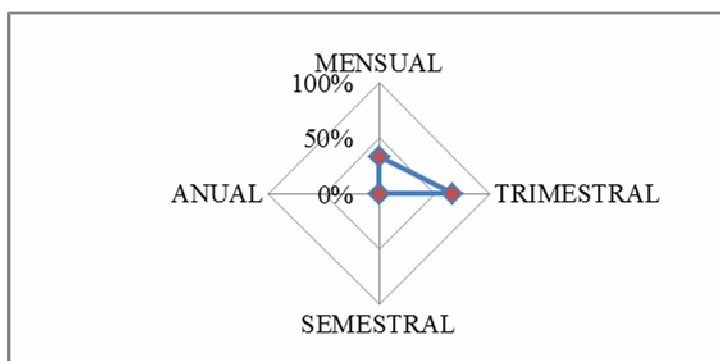 MENSUAL
100%
50%
ANUAL 0% TRIMESTRAL
SEMESTRAL